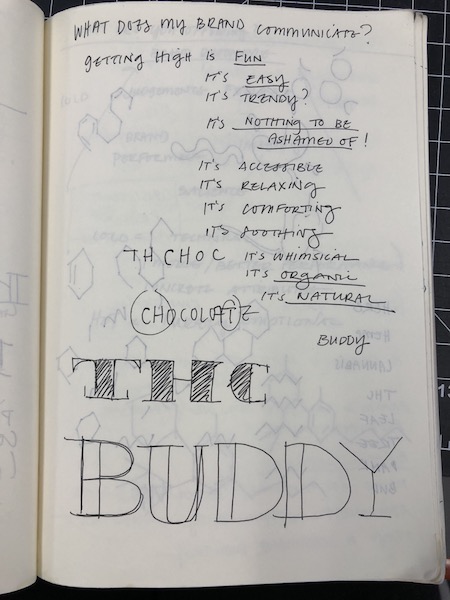 WHAT DOES MY BRAND COMMUNICATE?
GETTING HIGH IS FUN
IT'S EASY
IT'S TRENDY?
IT'S NOTHING TO BE
ASHAMED OF!
IT'S ACCESSIBLE
IT'S RELAXING
IT'S COMFORTING
IT'S SOOTHING
THCHOC IT'S WHIMSICAL
IT'S ORGANIC
CHOCOLATE IT'S NATURAL
BUDDY
THC
BUDDY